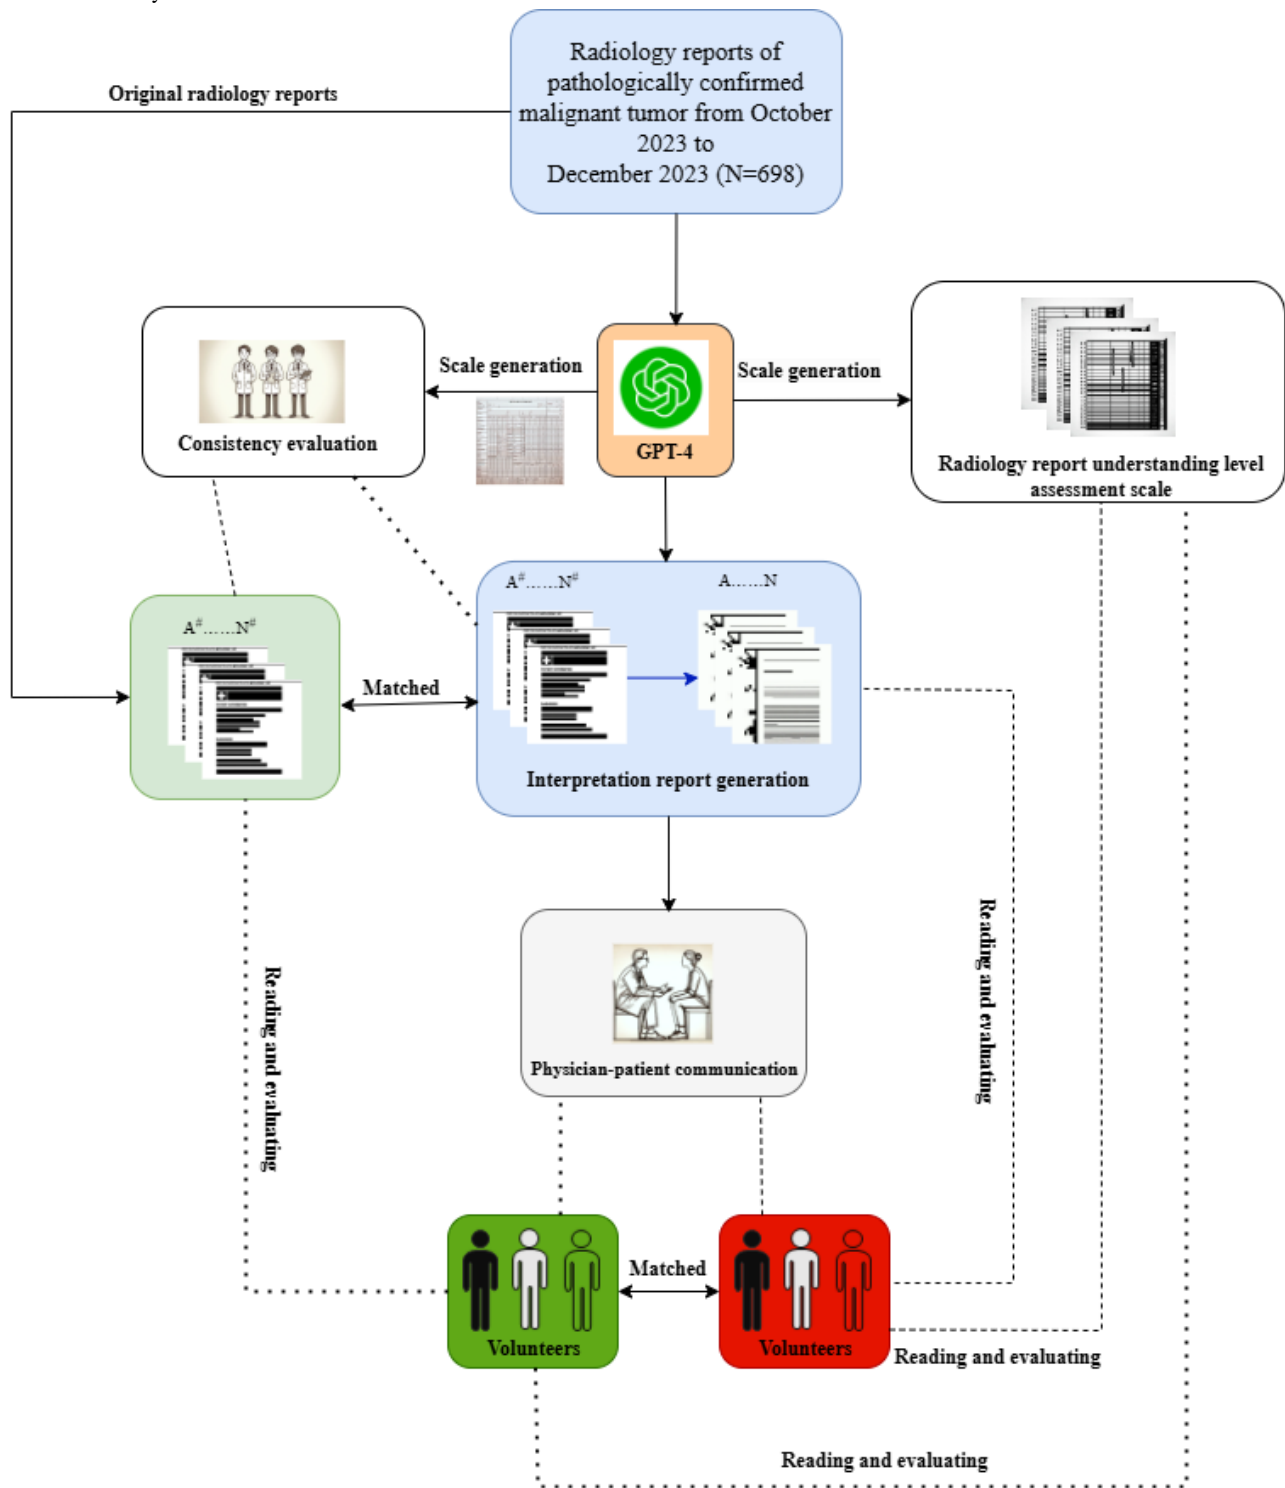 Radiology reports of
pathologically confirmed
malignant tumor from October
2023 to
December 2023 (N=698)
Original radiology reports
Scale generation
Scale generation
Consistency evaluation
GPT-4
Radiology report understanding level
assessment scale
A#......N#
A#......N#
A......N
Matched
Interpretation report generation
Reading and evaluating
Reading and evaluating
Physician-patient communication
Matched
Volunteers
Volunteers
Reading and evaluating
Reading and evaluating